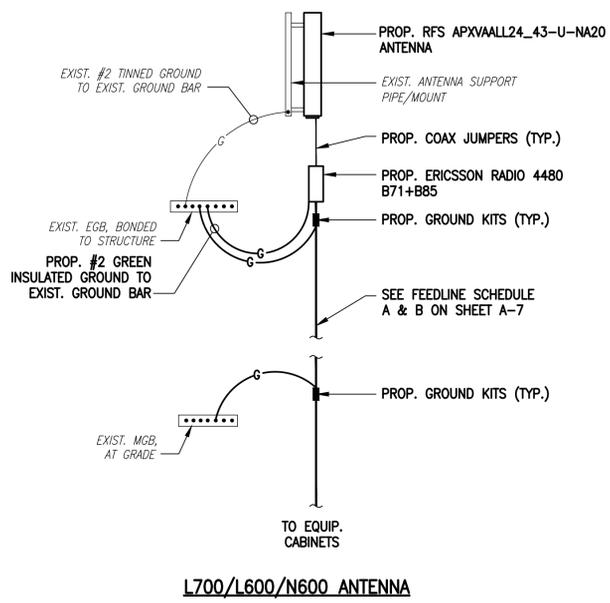 PROP. RFS APXVAALL24_43-U-NA20
ANTENNA
EXIST. #2 TINNED GROUND
TO EXIST. GROUND BAR
EXIST. ANTENNA SUPPORT
PIPE/MOUNT
G
PROP. COAX JUMPERS (TYP.)
PROP. ERICSSON RADIO 4480
B71+B85
EXIST. EGB, BONDED
TO STRUCTURE
PROP. GROUND KITS (TYP.)
G
G
PROP. #2 GREEN
INSULATED GROUND TO
EXIST. GROUND BAR
SEE FEEDLINE SCHEDULE
A & B ON SHEET A-7
G
PROP. GROUND KITS (TYP.)
EXIST. MGB,
AT GRADE
TO EQUIP.
CABINETS
L700/L600/N600 ANTENNA